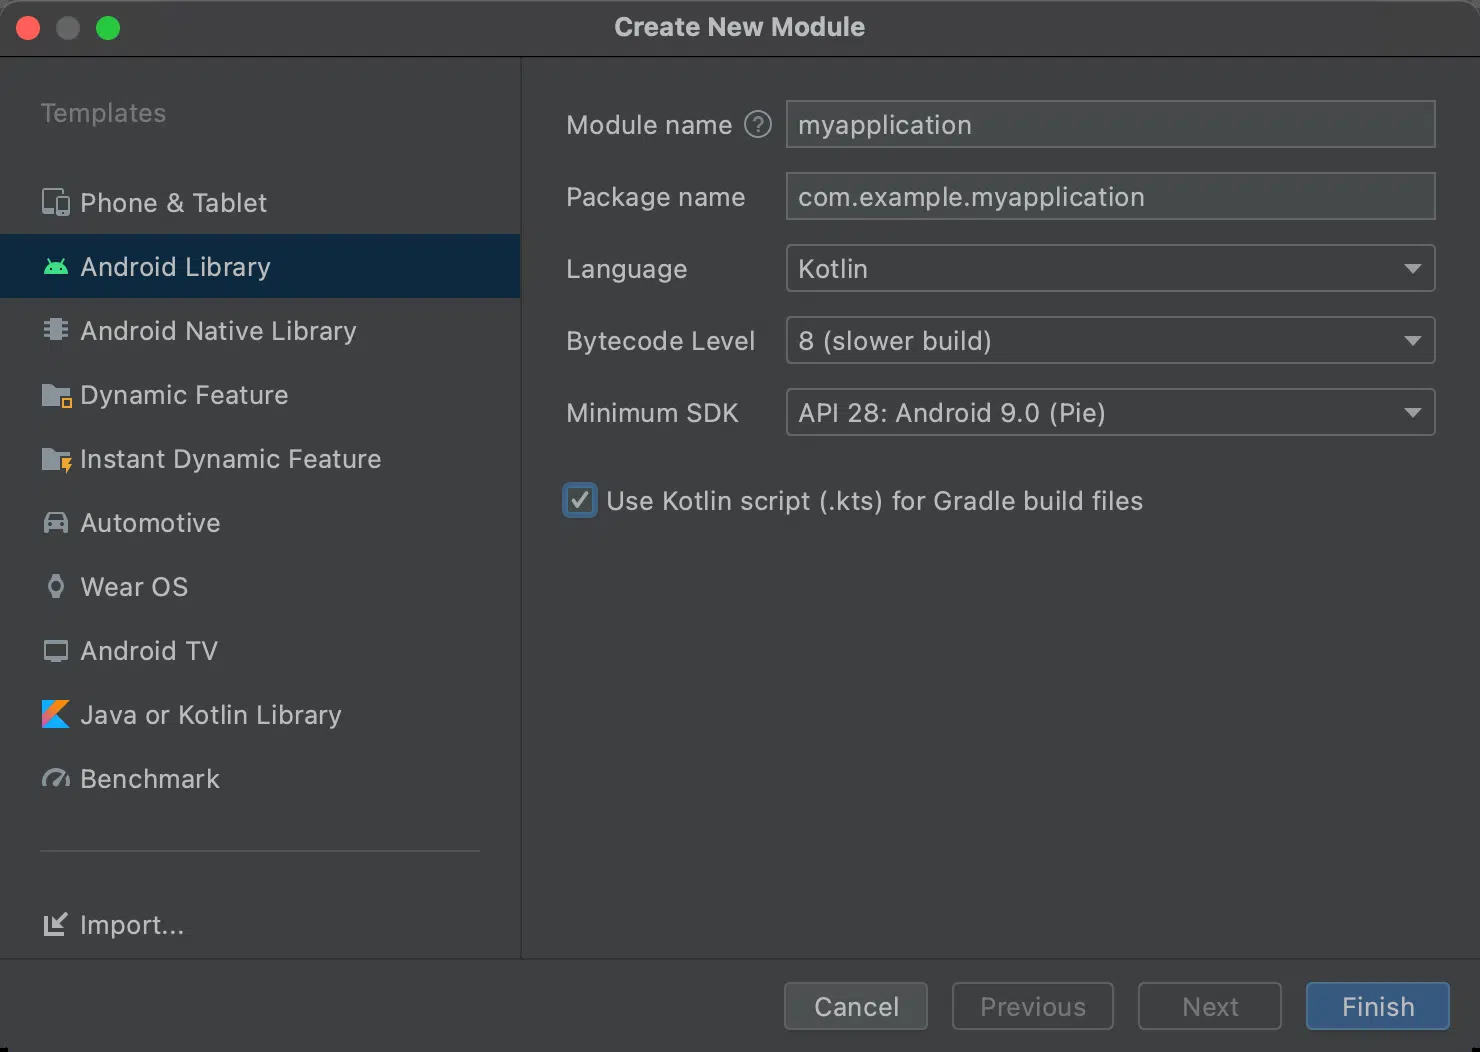 Create New Module
Templates
Phone & Tablet
Android Library
Android Native Library
Dynamic Feature
Instant Dynamic Feature
Automotive
Wear OS
Android TV
Java or Kotlin Library
Benchmark
Import...
Module name ? myapplication
Package name com.example.myapplication
Language Kotlin
Bytecode Level 8 (slower build)
Minimum SDK API 28: Android 9.0 (Pie)
Use Kotlin script (.kts) for Gradle build files
Cancel Previous Next Finish